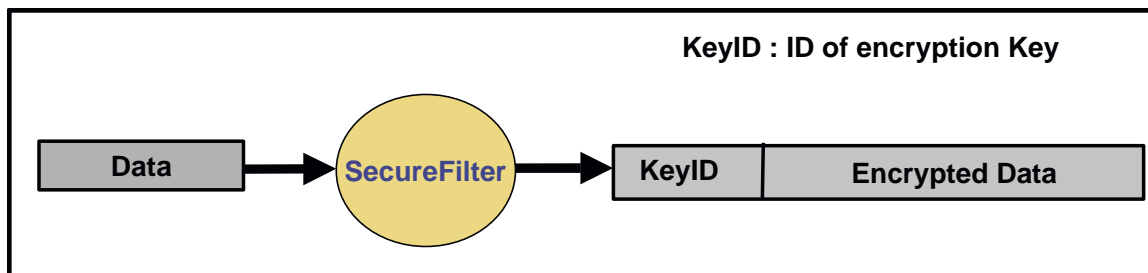 KeyID : ID of encryption Key
Data
SecureFilter
KeyID
Encrypted Data